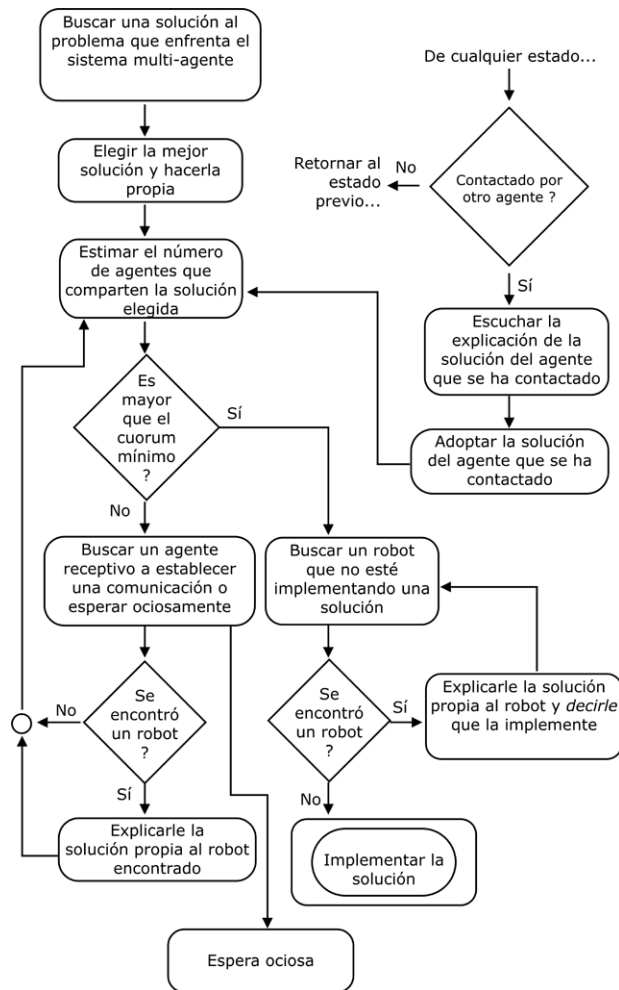 Buscar una solución al
problema que enfrenta el
sistema multi-agente
Elegir la mejor
solución y hacerla
propia
Estimar el número
de agentes que
comparten la solución
elegida
Es
mayor
que el
cuorum
mínimo
?
Sí
No
Buscar un agente
receptivo a establecer
una comunicación o
esperar ociosamente
Se
encontró
un robot
?
No
Sí
Explicarle la
solución propia al robot
encontrado
Espera ociosa
Buscar un robot
que no esté
implementando una
solución
Se
encontró
un robot
?
Sí
No
Explicarle la solución
propia al robot y decirle
que la implemente
Implementar la
solución
De cualquier estado...
Contactado por
otro agente ?
No
Retornar al
estado
previo...
Sí
Escuchar la
explicación de la
solución del agente
que se ha contactado
Adoptar la solución
del agente que se ha
contactado